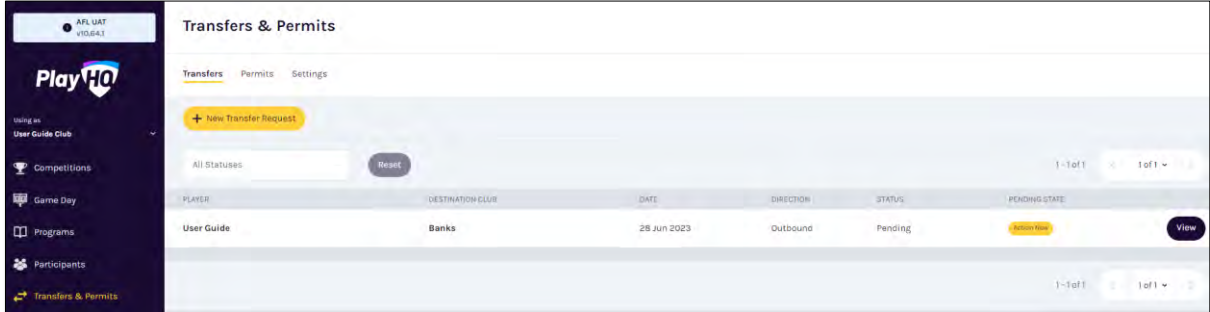 AFL UAT
v10.64.1
Transfers & Permits
PlayHQ
Transfers Permits Settings
Using as
User Guide Club
+ New Transfer Request
All Statuses Reset 1-1 of 1 1 of 1
Competitions
Game Day
PLAYER DESTINATION CLUB DATE DIRECTION STATUS PENDING STATE
User Guide Banks 28 Jun 2023 Outbound Pending Action Now View
Programs
Participants
Transfers & Permits
1-1 of 1 1 of 1